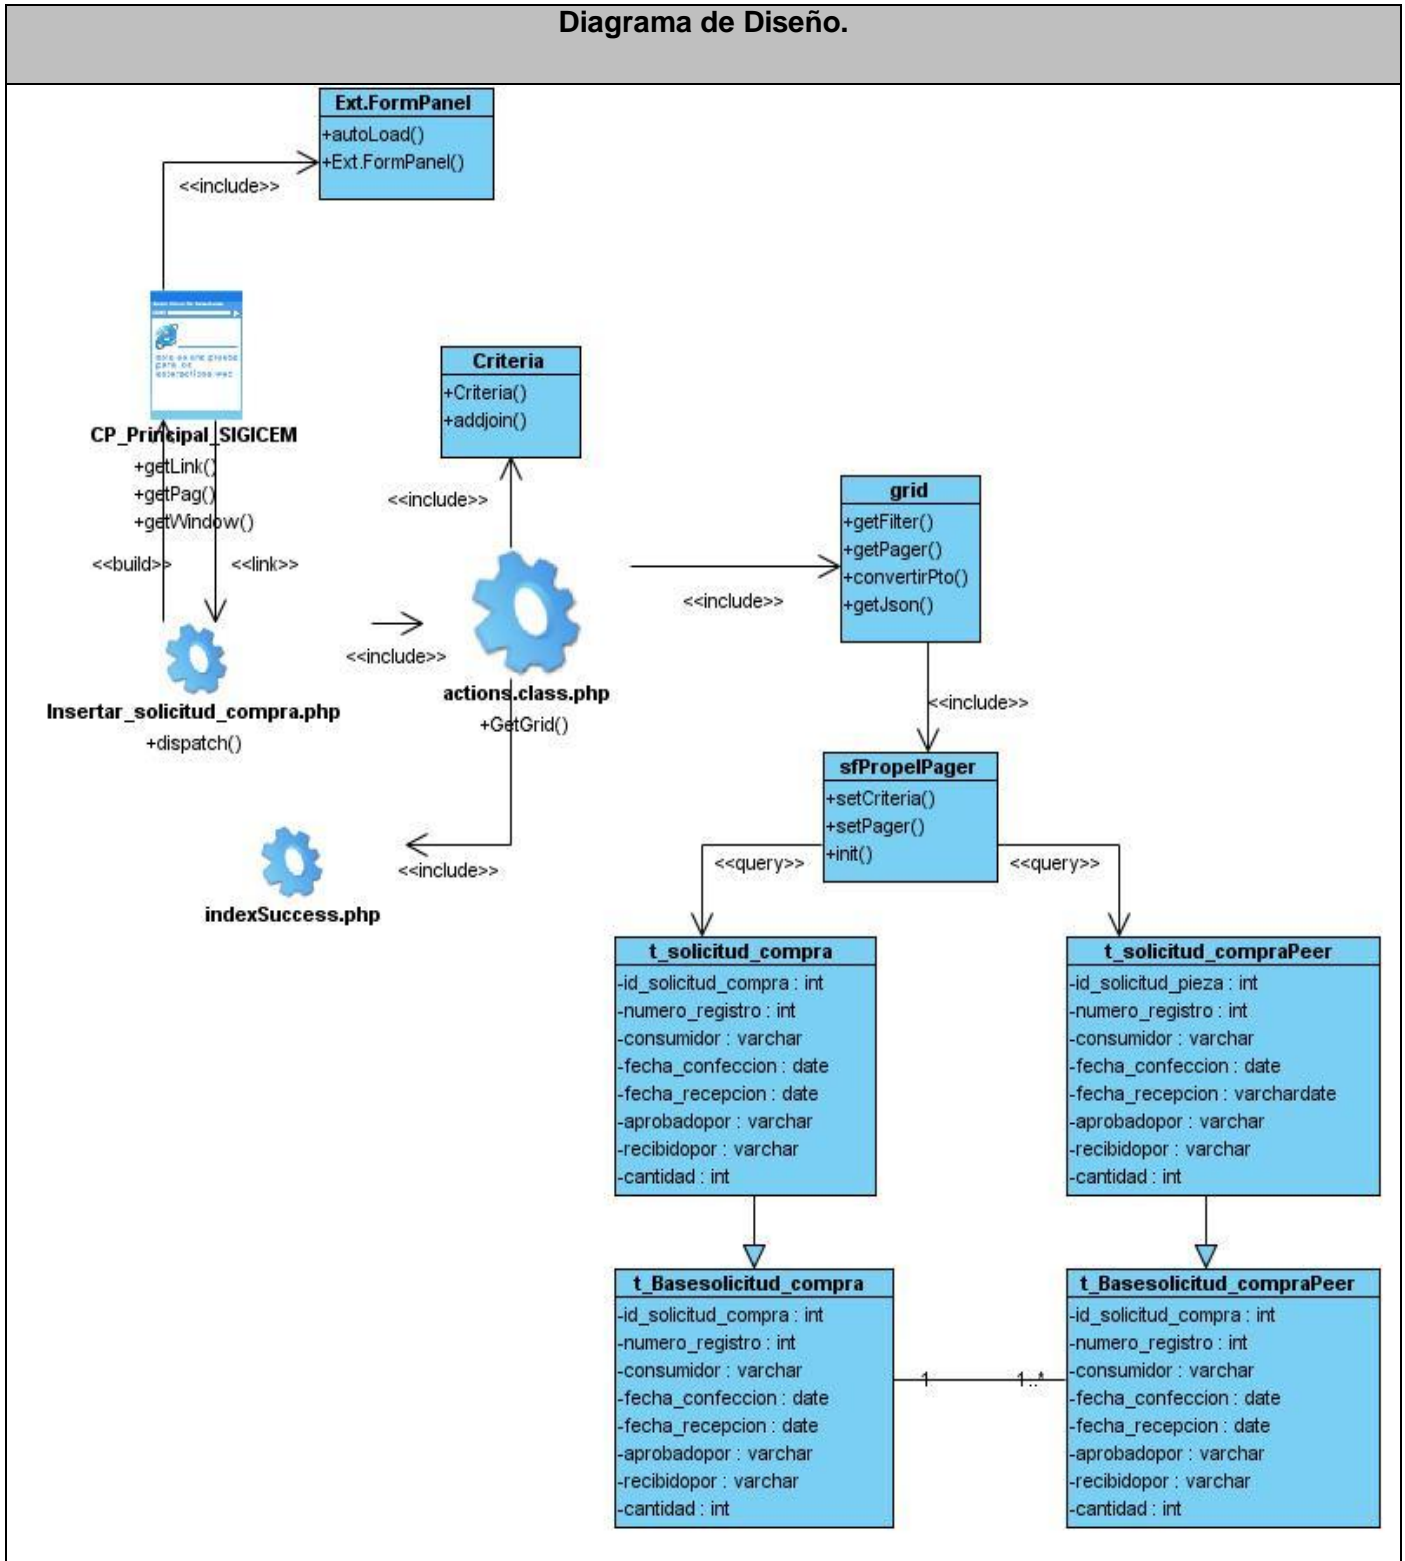 Diagrama de Diseño.
Ext.FormPanel
+autoLoad()
+Ext.FormPanel()
<<include>>
CP_Principal_SIGICEM
+getLink()
+getPag()
+getWindow()
<<build>>
<<link>>
Criteria
+Criteria()
+addjoin()
<<include>>
grid
+getFilter()
+getPager()
+convertirPto()
+getJson()
<<include>>
<<include>>
Insertar_solicitud_compra.php
+dispatch()
actions.class.php
+GetGrid()
<<include>>
sfPropelPager
+setCriteria()
+setPager()
+init()
<<include>>
indexSuccess.php
<<query>>
<<query>>
t_solicitud_compra
-id_solicitud_compra : int
-numero_registro : int
-consumidor : varchar
-fecha_confeccion : date
-fecha_recepcion : date
-aprobadopor : varchar
-recibidopor : varchar
-cantidad : int
t_solicitud_compraPeer
-id_solicitud_pieza : int
-numero_registro : int
-consumidor : varchar
-fecha_confeccion : date
-fecha_recepcion : varchardate
-aprobadopor : varchar
-recibidopor : varchar
-cantidad : int
t_Basesolicitud_compra
-id_solicitud_compra : int
-numero_registro : int
-consumidor : varchar
-fecha_confeccion : date
-fecha_recepcion : date
-aprobadopor : varchar
-recibidopor : varchar
-cantidad : int
1
1..*
t_Basesolicitud_compraPeer
-id_solicitud_compra : int
-numero_registro : int
-consumidor : varchar
-fecha_confeccion : date
-fecha_recepcion : date
-aprobadopor : varchar
-recibidopor : varchar
-cantidad : int